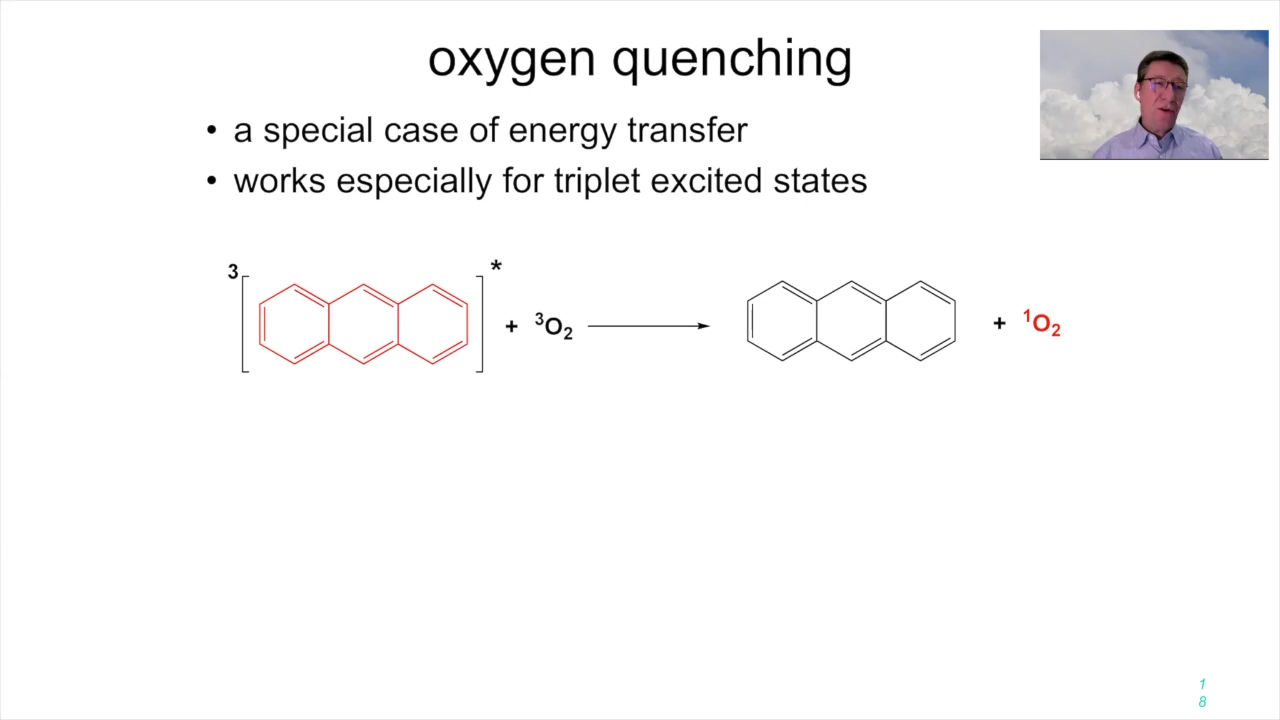 oxygen quenching
• a special case of energy transfer
• works especially for triplet excited states
3 * + ³O₂ + ¹O₂
1
8